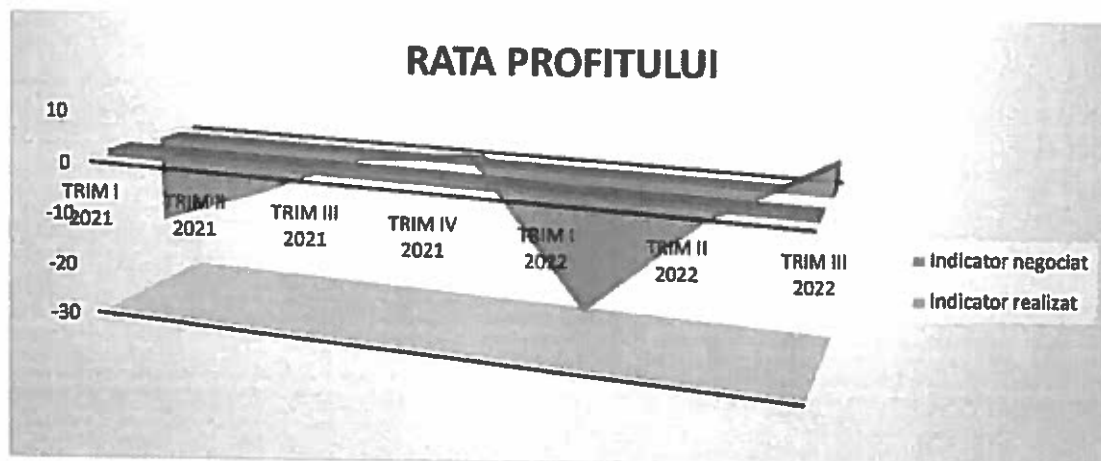 RATA PROFITULUI
10
0
-10
-20
-30
TRIM I
2021
TRIM II
2021
TRIM III
2021
TRIM IV
2021
TRIM I
2022
TRIM II
2022
TRIM III
2022
Indicator negociat
Indicator realizat